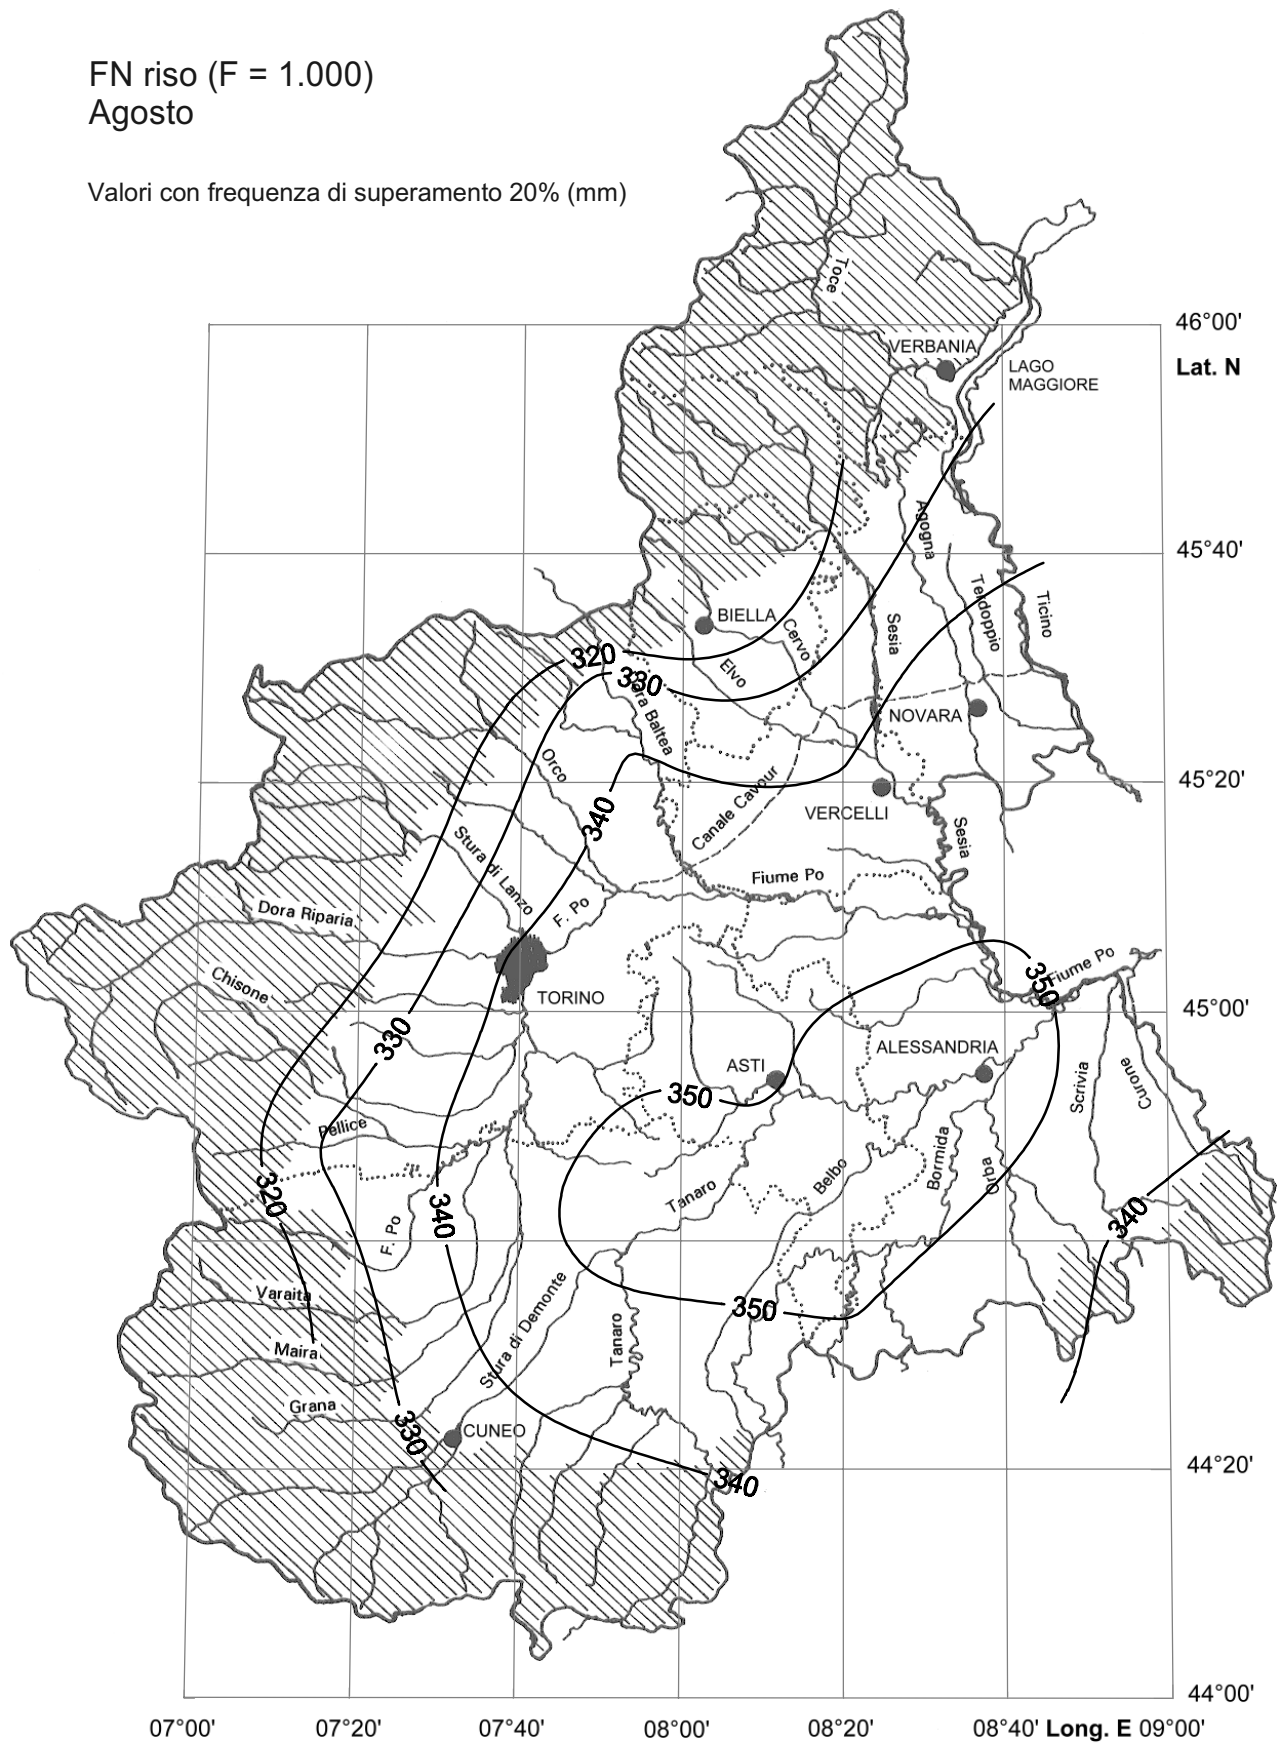 FN riso (F = 1.000)
Agosto
Valori con frequenza di superamento 20% (mm)
Toce
46°00'
VERBANIA
Lat. N
LAGO
MAGGIORE
Agogna
45°40'
Terdoppio
Ticino
BIELLA
Cervo
Sesia
320
330
Elvo
Dora Baltea
NOVARA
Orco
45°20'
340
Canale Cavour
VERCELLI
Stura di Lanzo
Sesia
Fiume Po
Dora Riparia
F. Po
Chisone
Fiume Po
350
TORINO
45°00'
330
ALESSANDRIA
ASTI
Scrivia
Curone
350
Pellice
Bormida
Belbo
Orba
Tanaro
320
340
340
F. Po
Varaita
Stura di Demonte
350
Tanaro
Maira
Grana
330
CUNEO
44°20'
340
44°00'
07°00'
07°20'
07°40'
08°00'
08°20'
08°40'
Long. E
09°00'